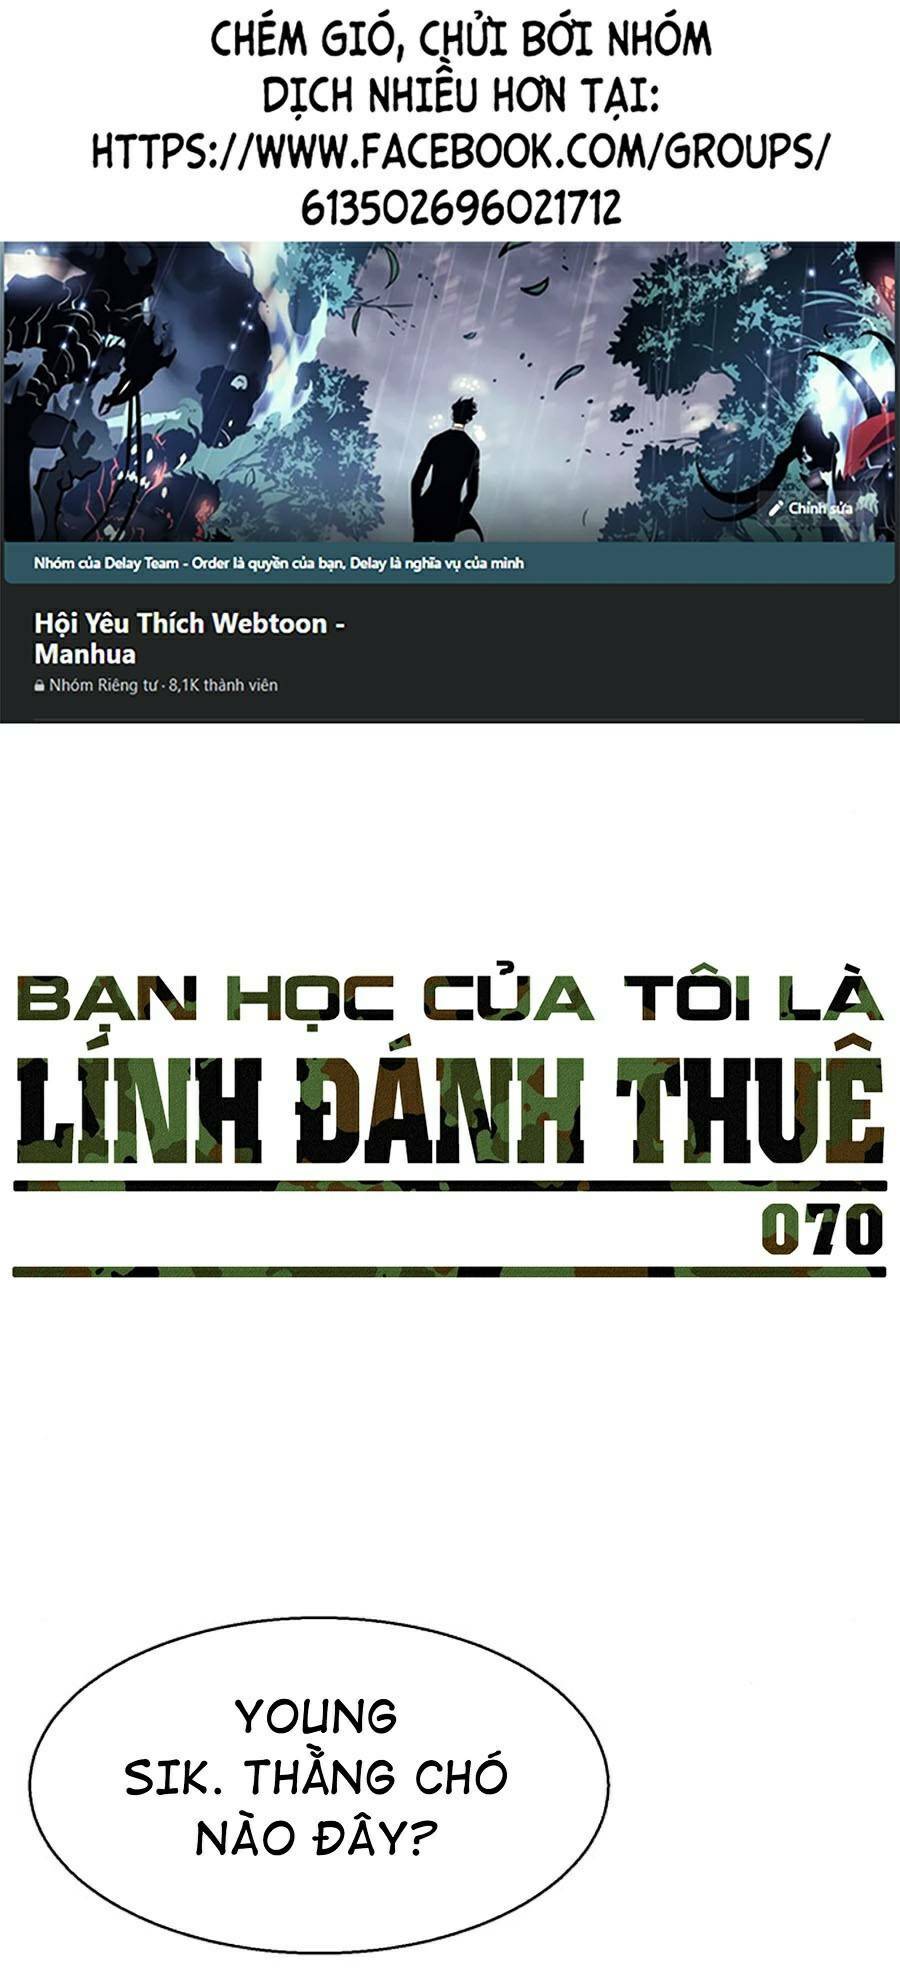 CHÉM GIÓ, CHỬI BỚI NHÓM
DỊCH NHIỀU HƠN TẠI:
HTTPS://WWW.FACEBOOK.COM/GROUPS/
613502696021712
Chỉnh sửa
Nhóm của Delay Team - Order là quyền của bạn, Delay là nghĩa vụ của mình
Hội Yêu Thích Webtoon -
Manhua
Nhóm Riêng tư · 8,1K thành viên
BẠN HỌC CỦA TÔI LÀ
LÍNH ĐÁNH THUÊ
070
YOUNG
SIK. THẰNG CHÓ
NÀO ĐÂY?